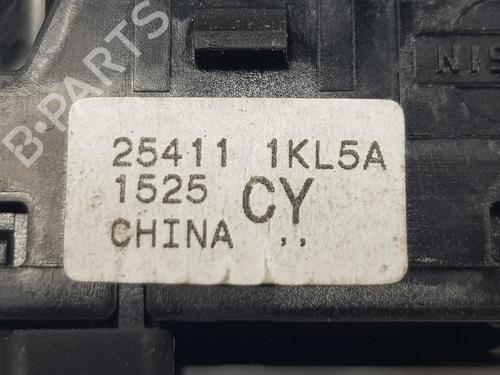 B-PARTS
NIS
25411 1KL5A
1525 CY
CHINA ,,